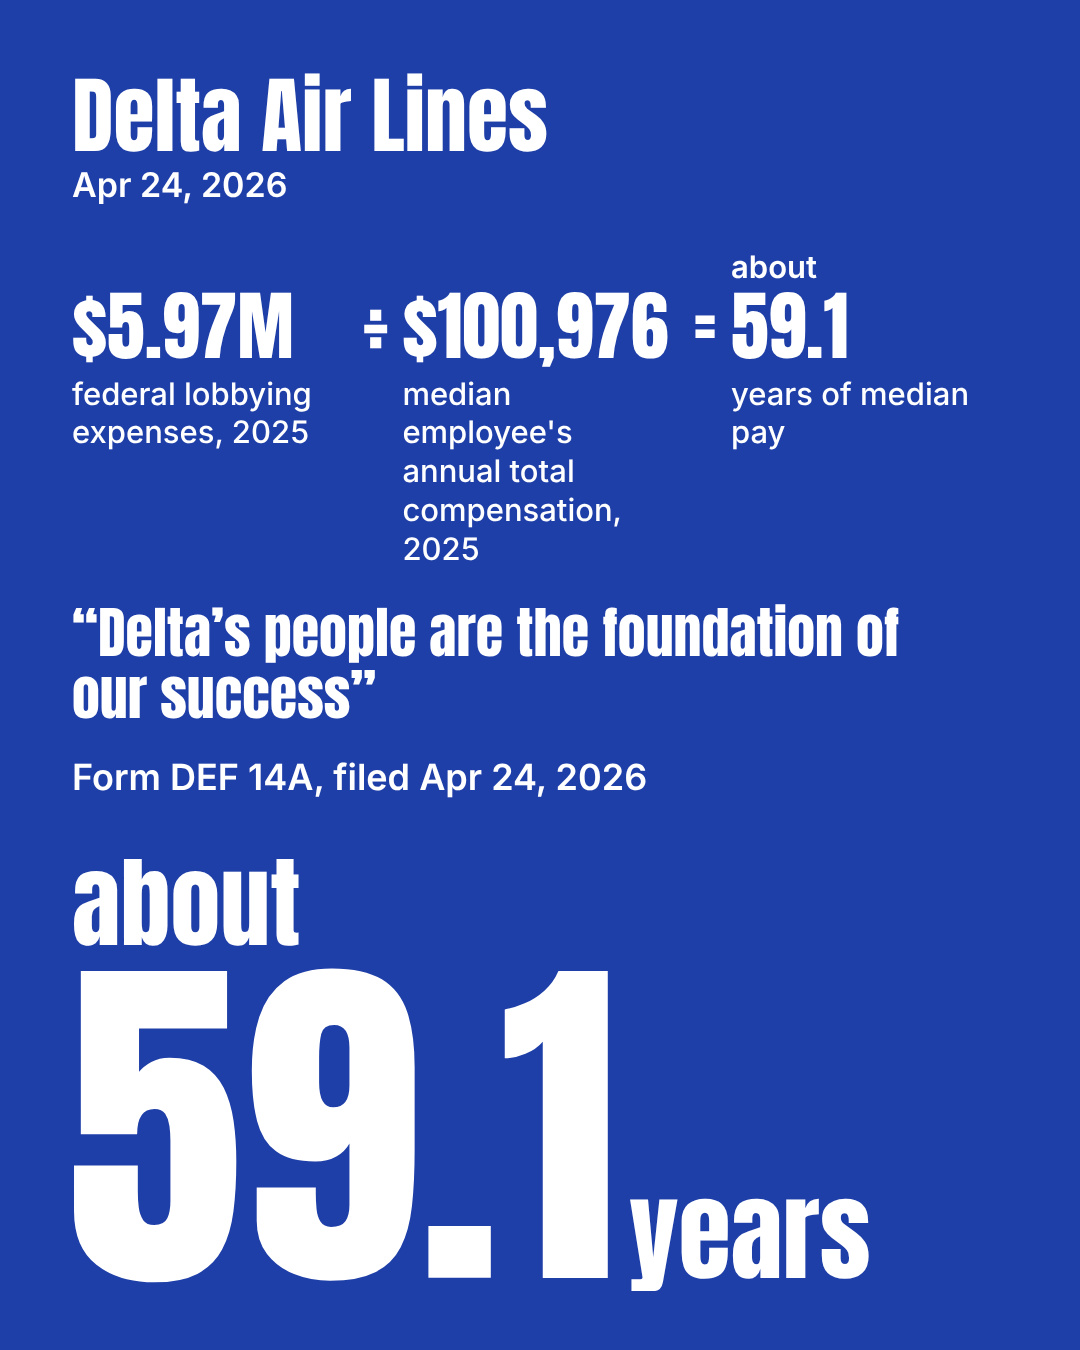 Delta Air Lines
Apr 24, 2026
$5.97M
federal lobbying
expenses, 2025
÷
$100,976
median
employee's
annual total
compensation,
2025
=
about
59.1
years of median
pay
“Delta’s people are the foundation of
our success”
Form DEF 14A, filed Apr 24, 2026
about
59.1 years